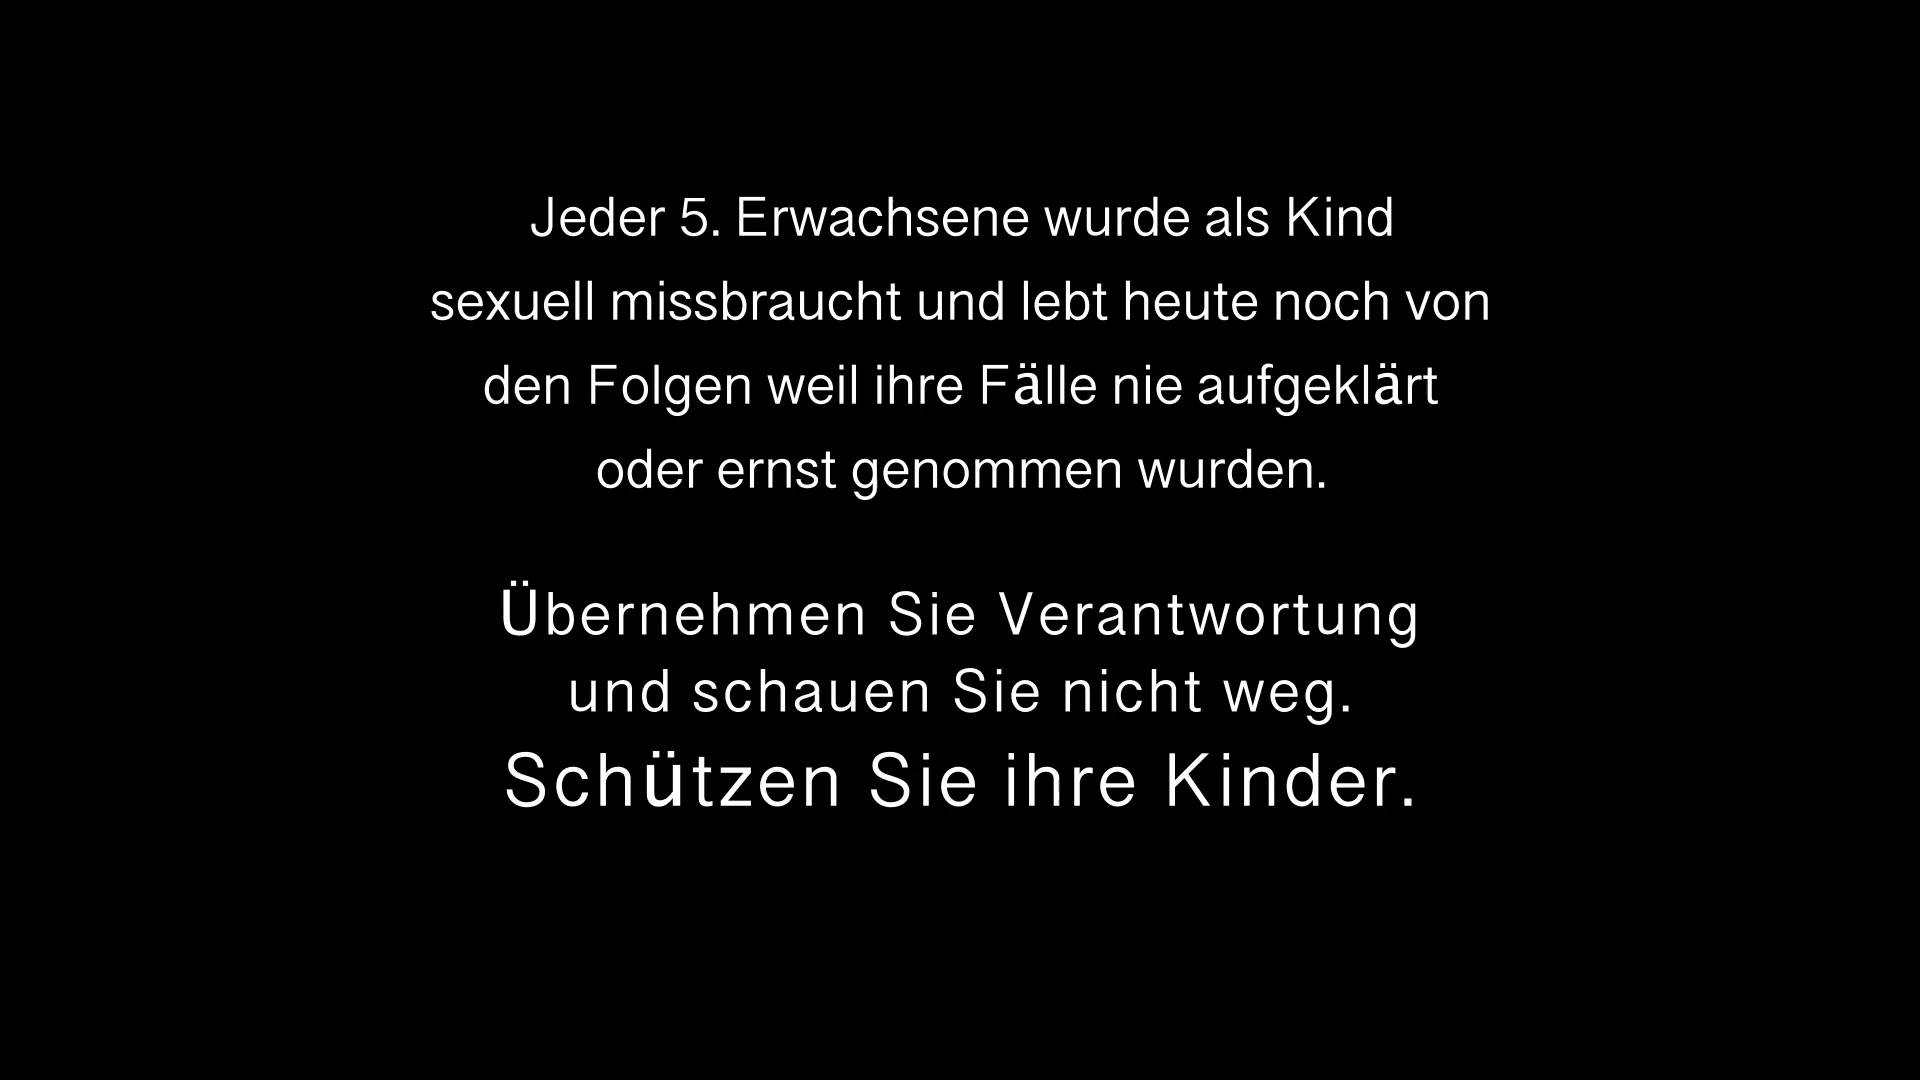 Jeder 5. Erwachsene wurde als Kind
sexuell missbraucht und lebt heute noch von
den Folgen weil ihre Fälle nie aufgeklärt
oder ernst genommen wurden.
Übernehmen Sie Verantwortung
und schauen Sie nicht weg.
Schützen Sie ihre Kinder.